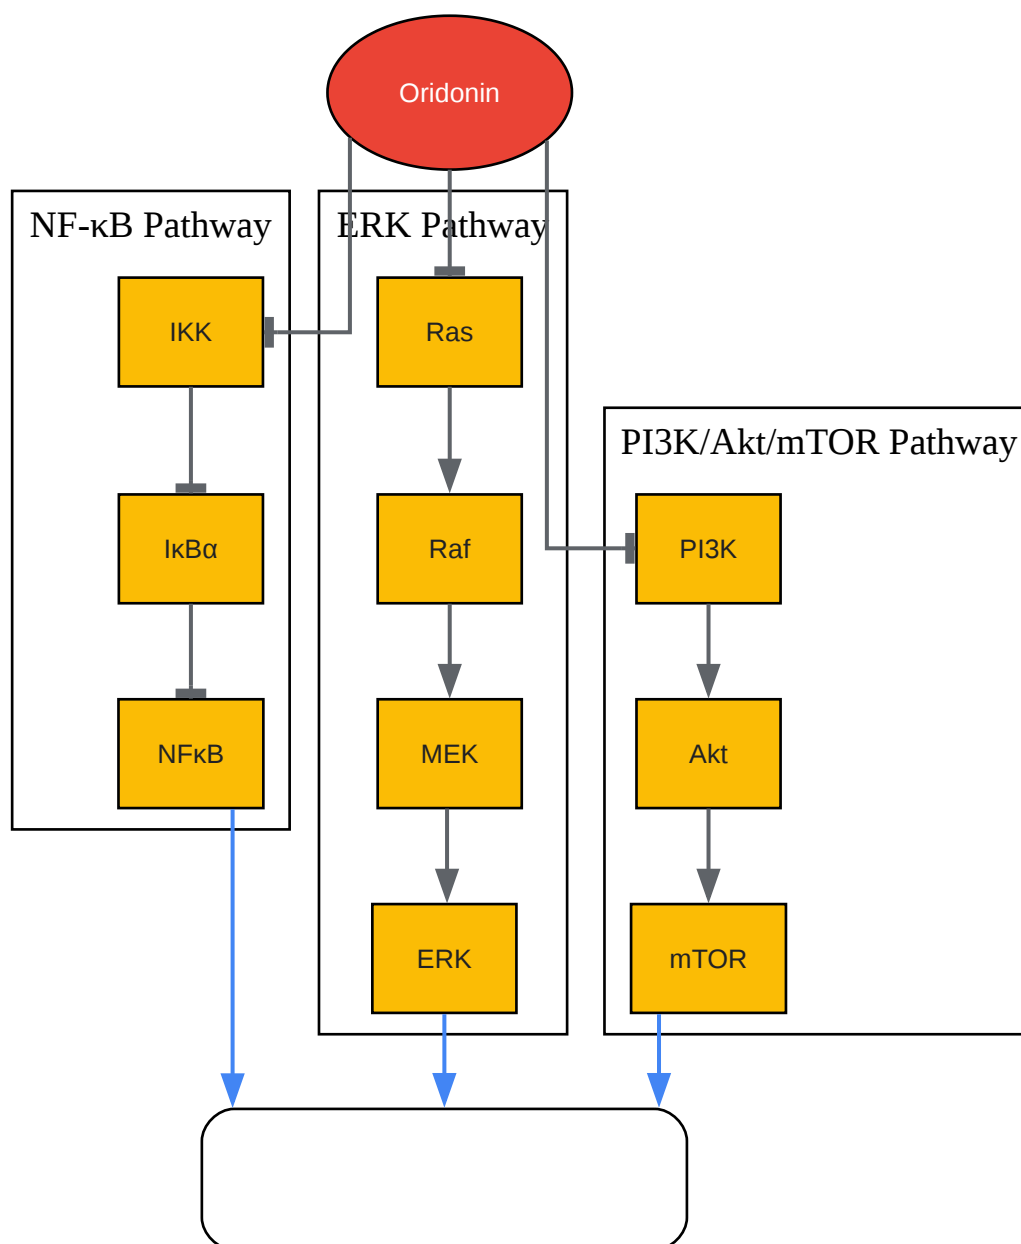 Oridonin
NF-κB Pathway
ERK Pathway
IKK
Ras
PI3K/Akt/mTOR Pathway
IκBα
Raf
PI3K
NFκB
MEK
Akt
ERK
mTOR